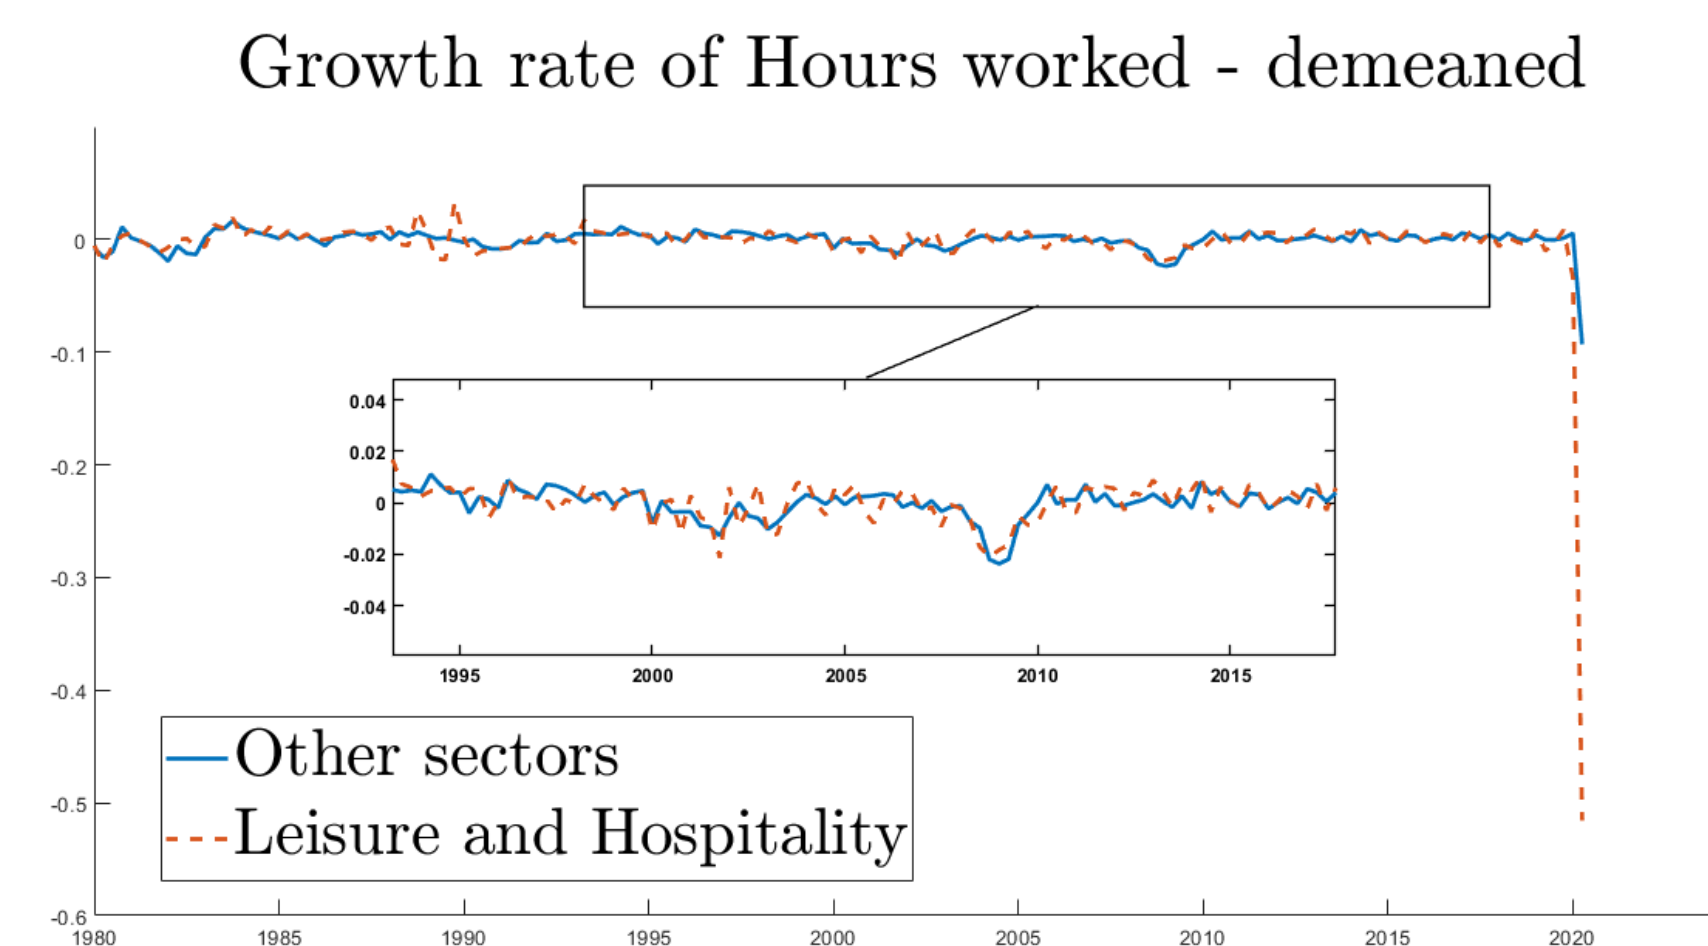 Growth rate of Hours worked - demeaned
0
-0.1
-0.2
-0.3
-0.4
-0.5
-0.6
0.04
0.02
0
-0.02
-0.04
1995 2000 2005 2010 2015
Other sectors
Leisure and Hospitality
1980 1985 1990 1995 2000 2005 2010 2015 2020